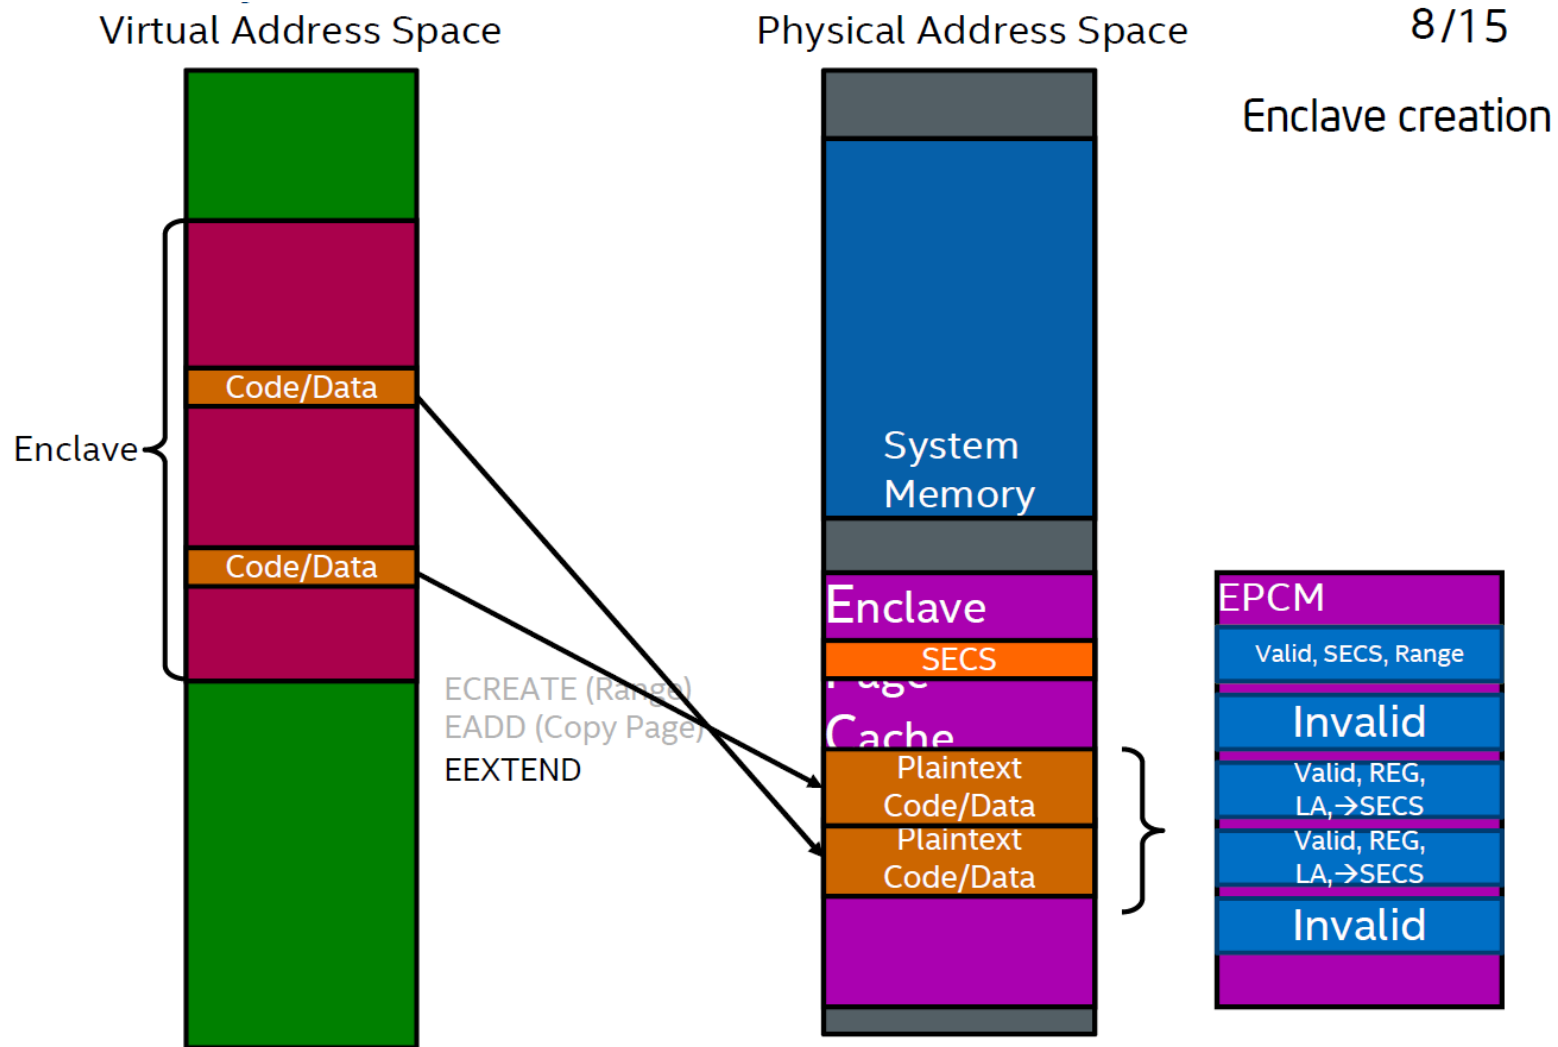 Virtual Address Space
Physical Address Space
8/15
Enclave creation
Enclave
Code/Data
Code/Data
ECREATE (Range)
EADD (Copy Page)
EEXTEND
System
Memory
Enclave
SECS
Page
Cache
Plaintext
Code/Data
Plaintext
Code/Data
EPCM
Valid, SECS, Range
Invalid
Valid, REG,
LA,→SECS
Valid, REG,
LA,→SECS
Invalid